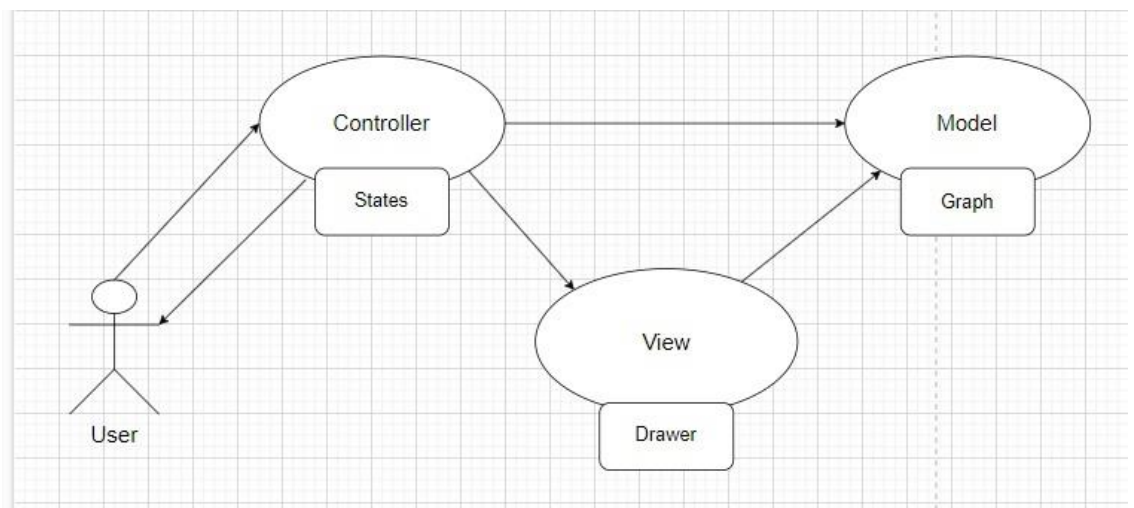 Controller
Model
States
Graph
View
Drawer
User